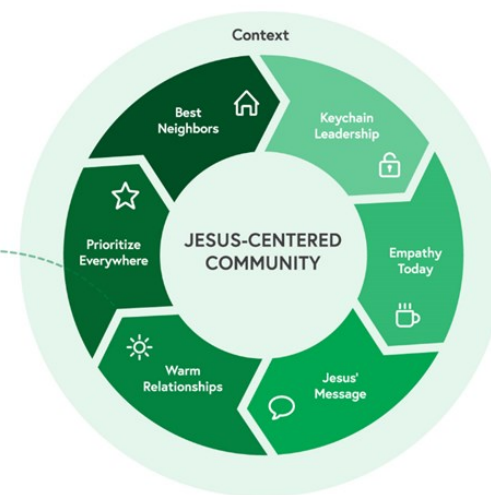 Context
Keychain
Leadership
Empathy
Today
Jesus'
Message
Warm
Relationships
Prioritize
Everywhere
Best
Neighbors
JESUS-CENTERED
COMMUNITY